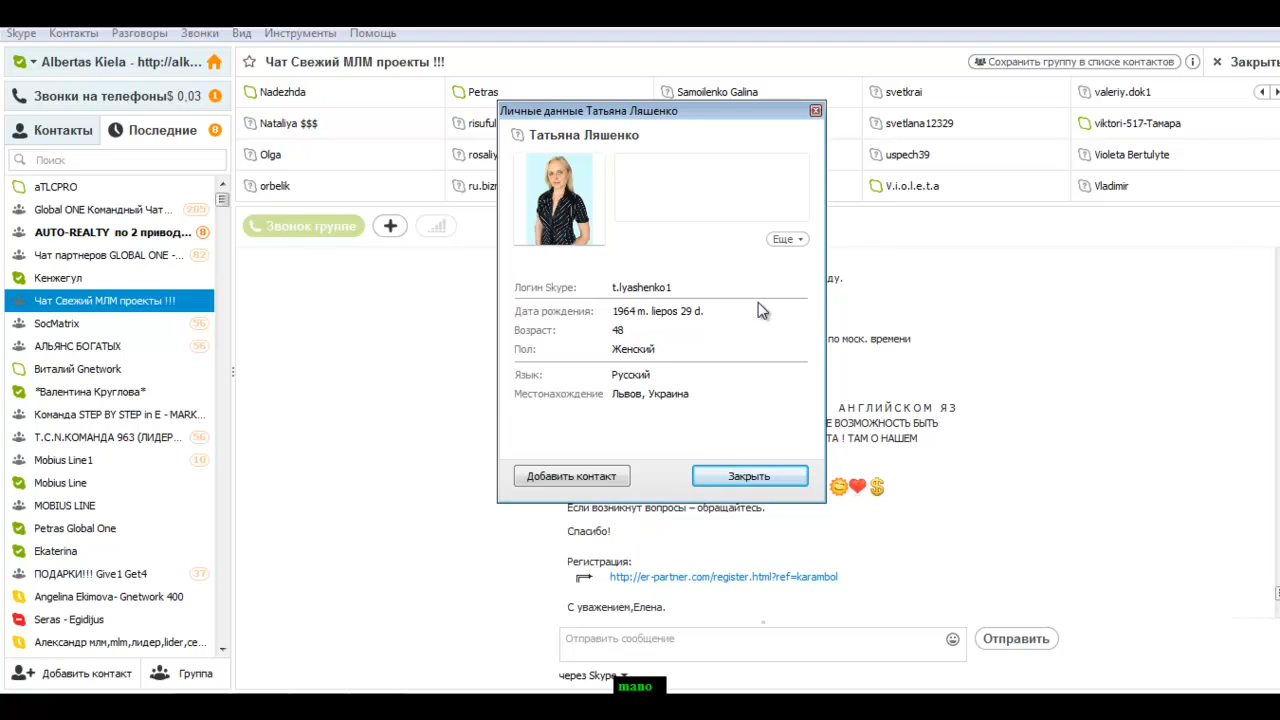 Skype Контакты Разговоры Звонки Вид Инструменты Помощь
Albertas Kiela - http://alk...
Звонки на телефоны$ 0,03 1
Контакты Последние 8
Поиск
aTLCPRO
Global ONE Командный Чат... 205
AUTO-REALTY по 2 привод... 8
Чат партнеров GLOBAL ONE -... 82
Кенжегул
Чат Свежий МЛМ проекты !!!
SocMatrix 56
АЛЬЯНС БОГАТЫХ 56
Виталий Gnetwork
*Валентина Круглова*
Команда STEP BY STEP in E - MARK...
T.C.N.КОМАНДА 963 (ЛИДЕР... 56
Mobius Line1 10
Mobius Line
MOBIUS LINE
Petras Global One
Ekaterina
ПОДАРКИ!!! Give1 Get4 37
Angelina Ekimova- Gnetwork 400
Seras - Egidijus
Александр млм,mlm,лидер,lider,се...
Добавить контакт Группа
Чат Свежий МЛМ проекты !!! Сохранить группу в списке контактов Закрыть
Nadezhda Petras Samoilenko Galina svetkrai valeriy.dok1
Nataliya $$$ risuful svetlana12329 viktori-517-Тамара
Olga rosaliy uspech39 Violeta Bertulyte
orbelik ru.bizn V.i.o.l.e.t.a Vladimir
Звонок группе
Личные данные Татьяна Ляшенко
Татьяна Ляшенко
Еще
Логин Skype: t.lyashenko1
Дата рождения: 1964 m. liepos 29 d.
Возраст: 48
Пол: Женский
Язык: Русский
Местонахождение Львов, Украина
Добавить контакт Закрыть
ду.
по моск. времени
АНГЛИЙСКОМ ЯЗ
Е ВОЗМОЖНОСТЬ БЫТЬ
ТА ! ТАМ О НАШЕМ
Если возникнут вопросы – обращайтесь.
Спасибо!
Регистрация:
http://er-partner.com/register.html?ref=karambol
С уважением,Елена.
Отправить сообщение Отправить
через Skype
mano